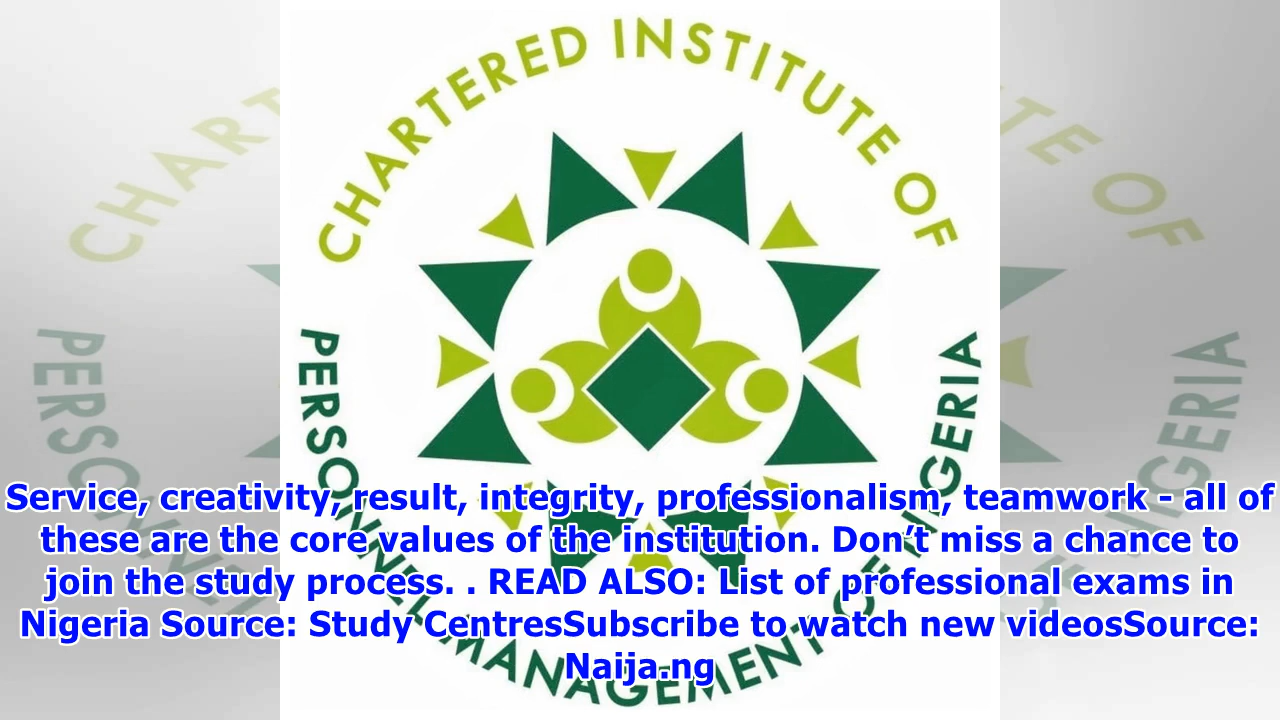 CHARTERED INSTITUTE OF
PERSONNEL MANAGEMENT OF NIGERIA
Service, creativity, result, integrity, professionalism, teamwork - all of
these are the core values of the institution. Don’t miss a chance to
join the study process. . READ ALSO: List of professional exams in
Nigeria Source: Study CentresSubscribe to watch new videosSource:
Naija.ng